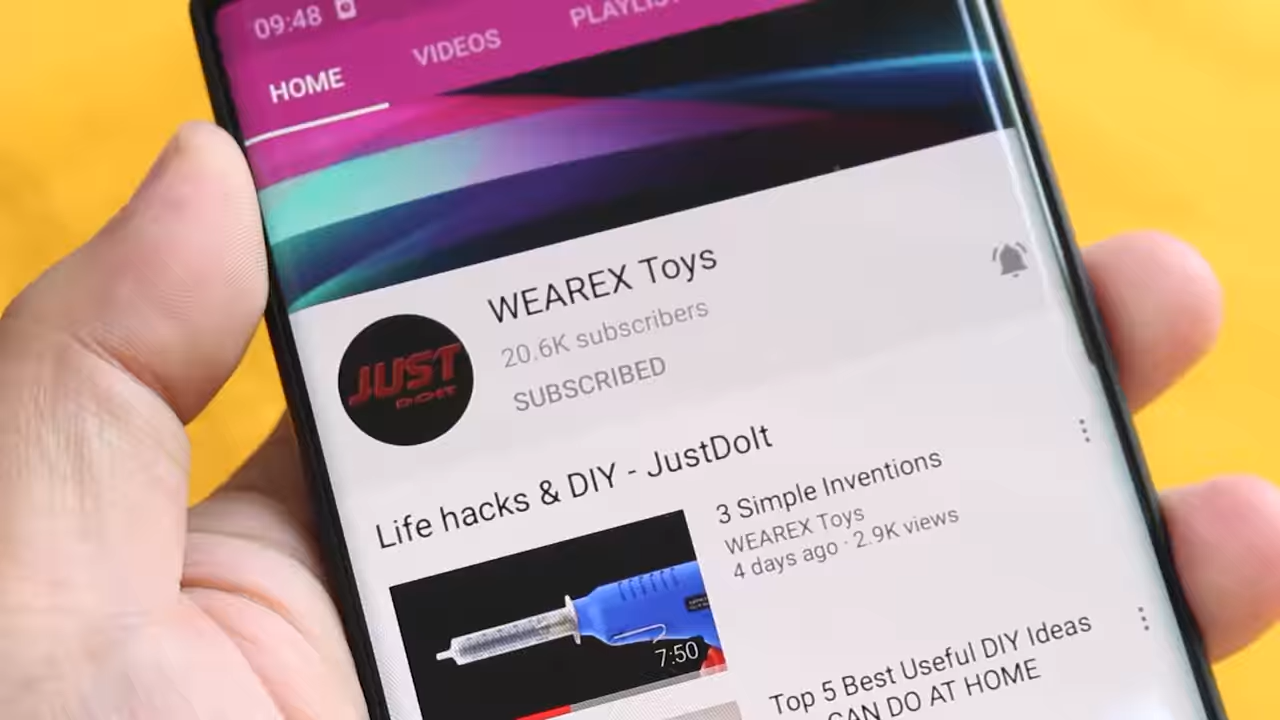 09:48
HOME
VIDEOS
WEAREX Toys
20.6K subscribers
SUBSCRIBED
JUST
DOIT
Life hacks & DIY - JustDoIt
3 Simple Inventions
WEAREX Toys
4 days ago · 2.9K views
7:50
Top 5 Best Useful DIY Ideas
CAN DO AT HOME